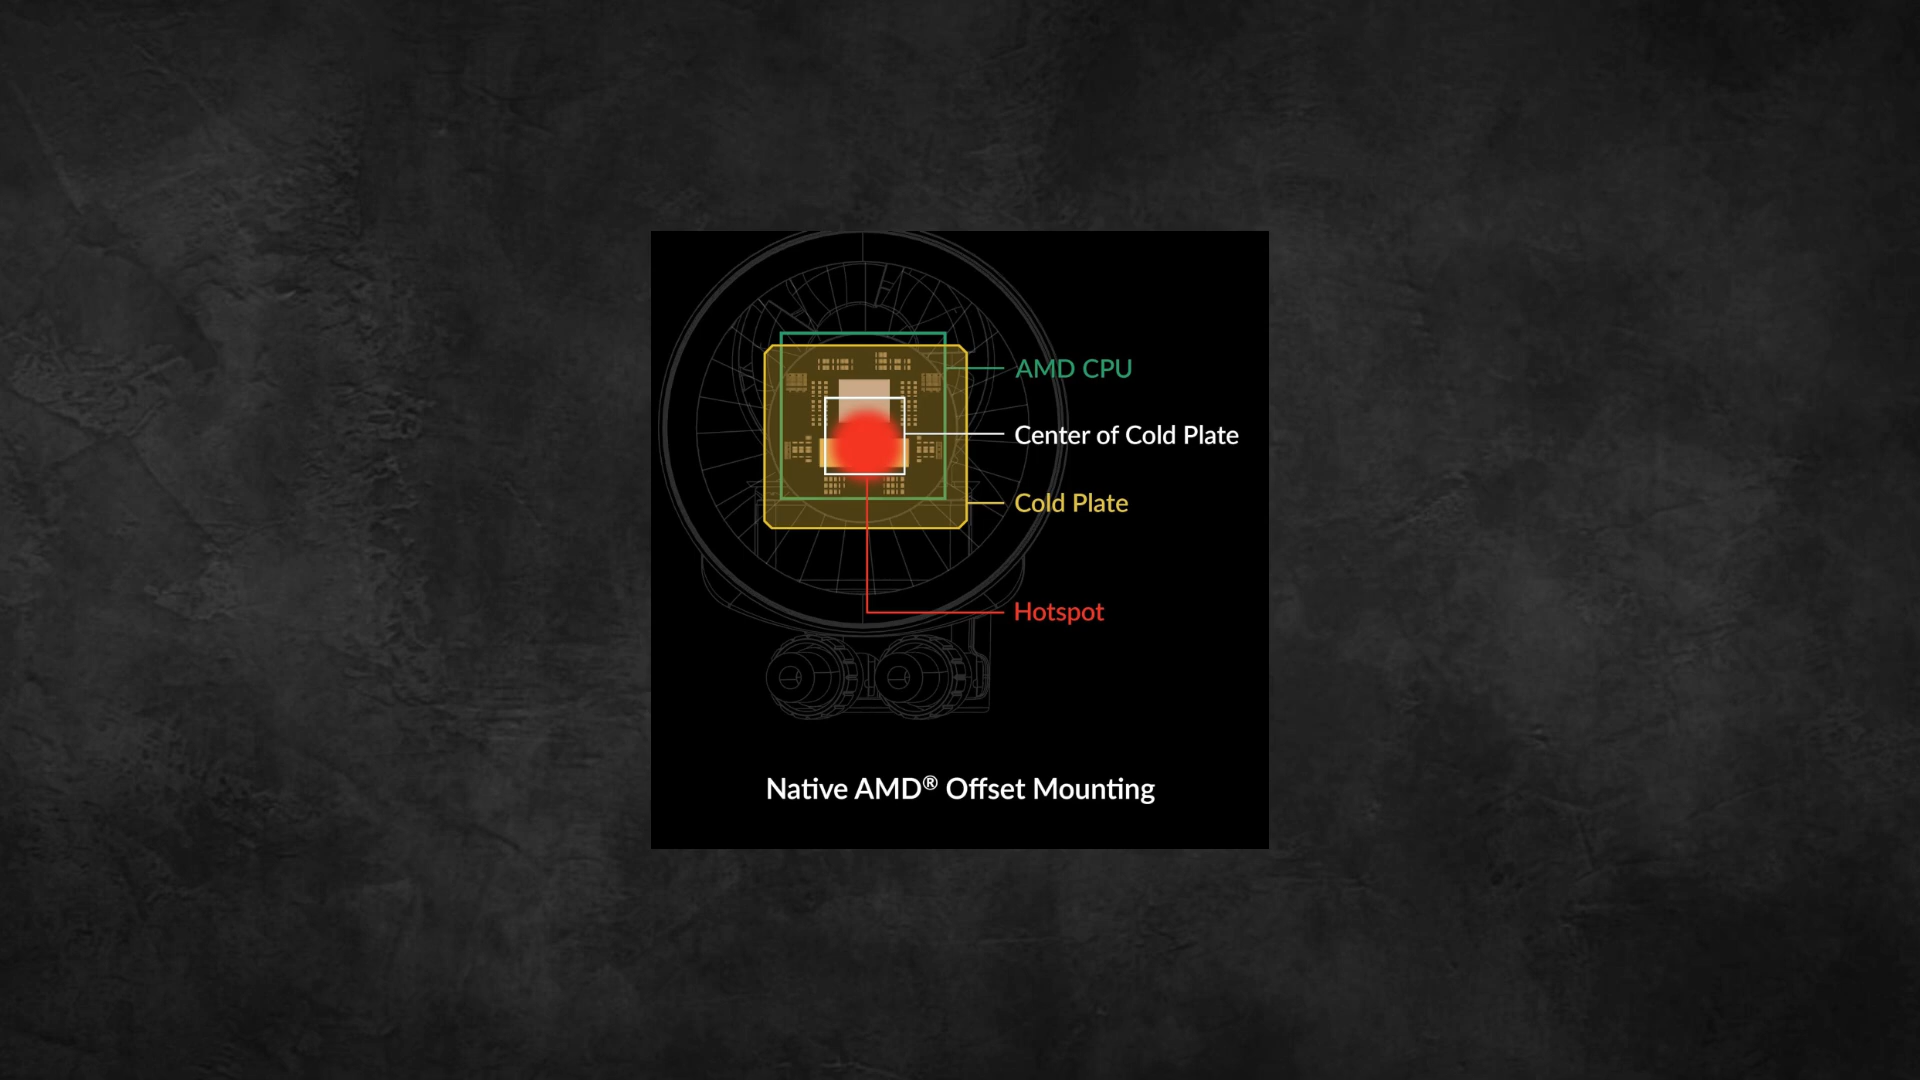 AMD CPU
Center of Cold Plate
Cold Plate
Hotspot
Native AMD® Offset Mounting